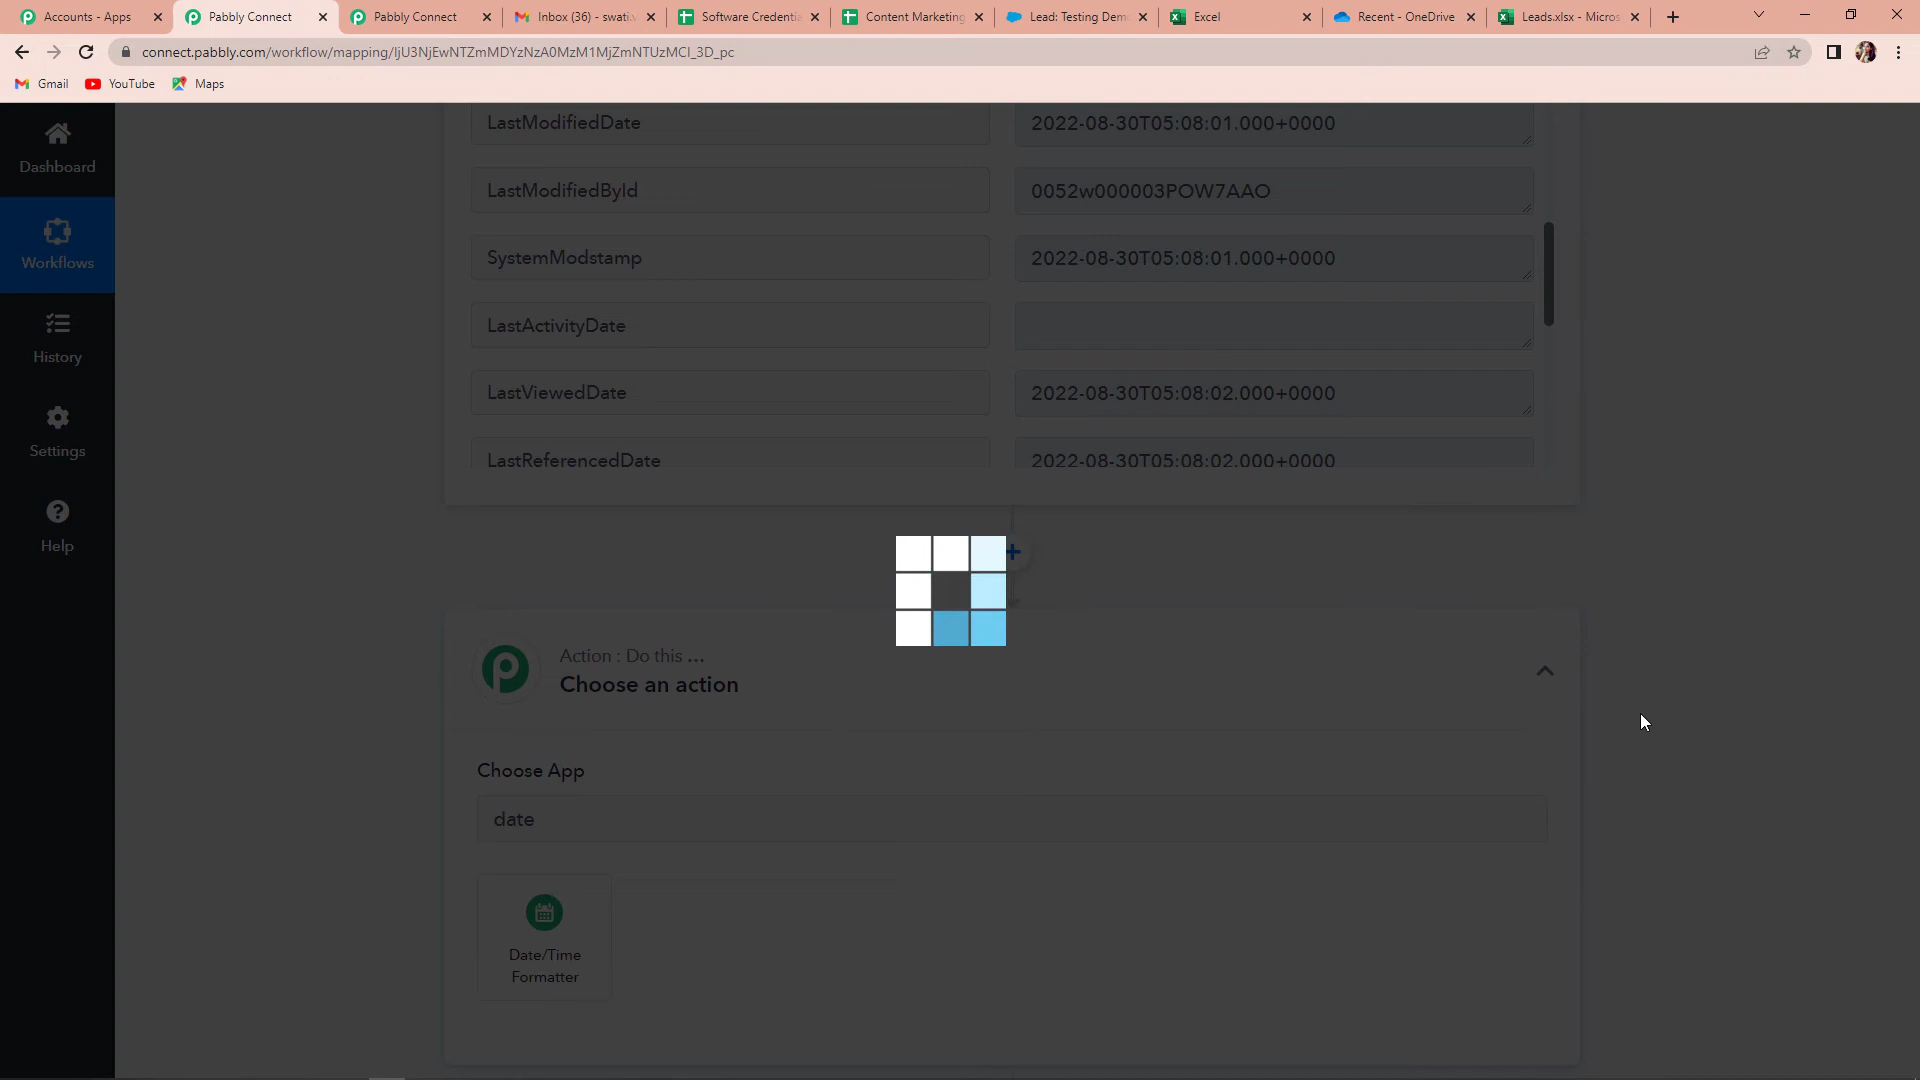 Accounts - Apps
Pabbly Connect
Pabbly Connect
Inbox (36) - swati.v
Software Credentia
Content Marketing
Lead: Testing Dem
Excel
Recent - OneDrive
Leads.xlsx - Micros
connect.pabbly.com/workflow/mapping/IjU3NjEwNTZmMDYzNzA0MzM1MjZmNTUzMCI_3D_pc
Gmail
YouTube
Maps
Dashboard
Workflows
History
Settings
Help
LastModifiedDate
2022-08-30T05:08:01.000+0000
LastModifiedById
0052w000003POW7AAO
SystemModstamp
2022-08-30T05:08:01.000+0000
LastActivityDate
LastViewedDate
2022-08-30T05:08:02.000+0000
LastReferencedDate
2022-08-30T05:08:02.000+0000
Action : Do this ...
Choose an action
Choose App
date
Date/Time
Formatter